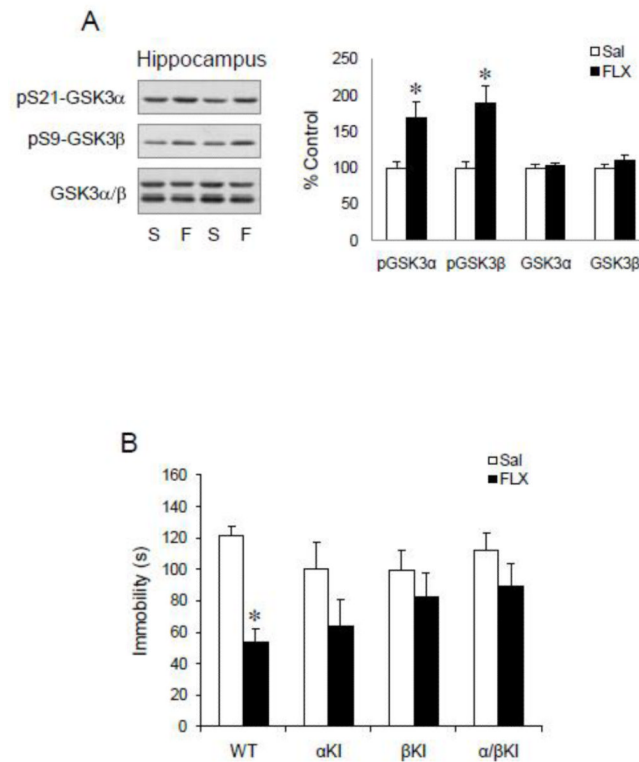 A
Hippocampus
pS21-GSK3α
pS9-GSK3β
GSK3α/β
S F S F
Sal
FLX
% Control
250
200
150
100
50
0
* *
pGSK3α pGSK3β GSK3α GSK3β
B
Sal
FLX
Immobility (s)
160
140
120
100
80
60
40
20
0
*
WT αKI βKI α/βKI